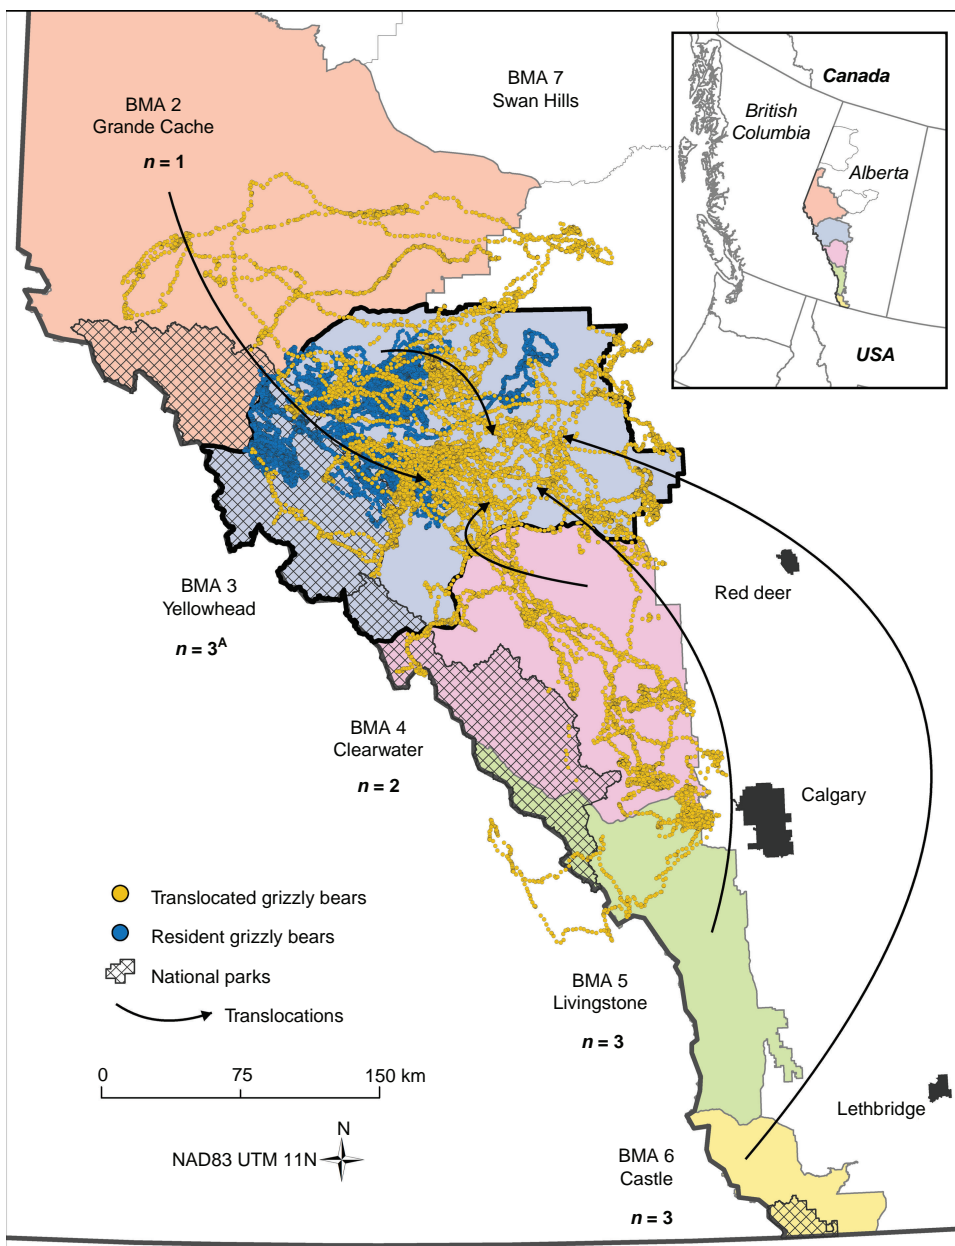 BMA 7
Swan Hills
BMA 2
Grande Cache
n = 1
Canada
British
Columbia
Alberta
USA
BMA 3
Yellowhead
n = 3A
Red deer
BMA 4
Clearwater
n = 2
Calgary
Translocated grizzly bears
Resident grizzly bears
National parks
Translocations
BMA 5
Livingstone
n = 3
0 75 150 km
Lethbridge
N
NAD83 UTM 11N
BMA 6
Castle
n = 3